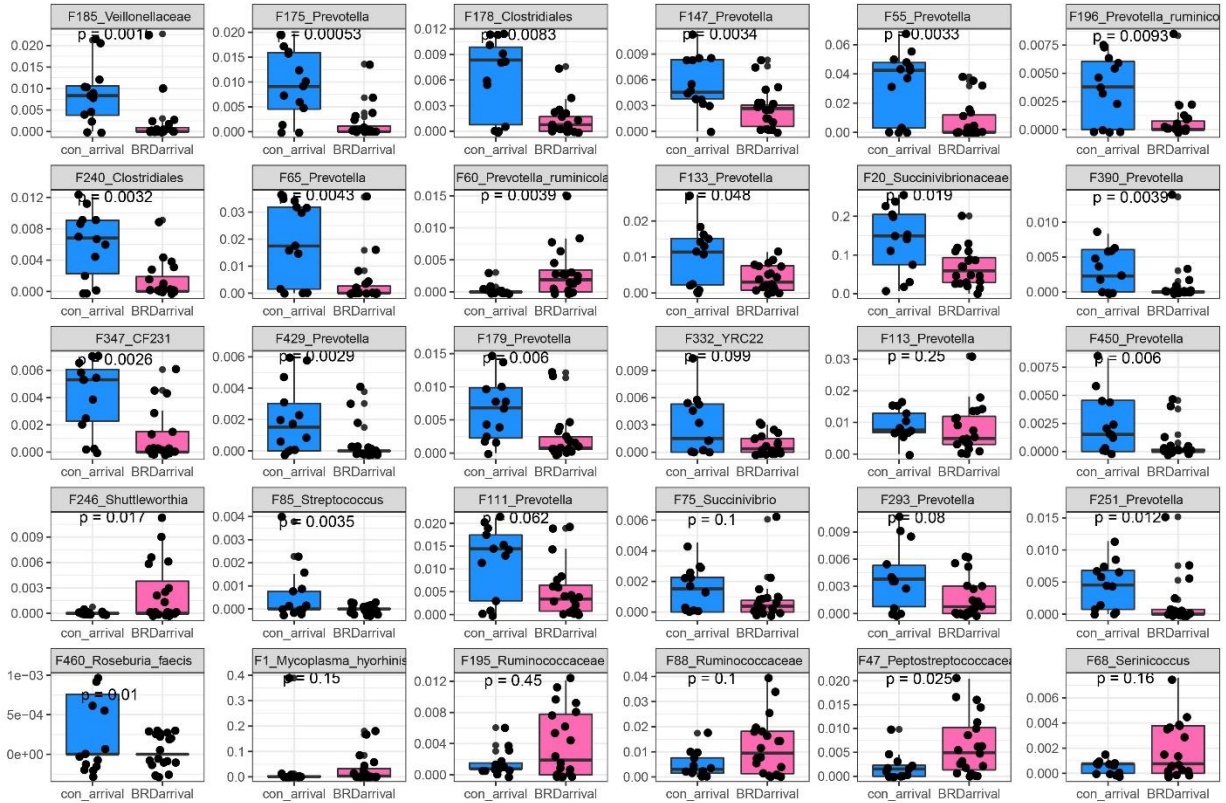 F185_Veillonellaceae F175_Prevotella F178_Clostridiales F147_Prevotella F55_Prevotella F196_Prevotella_ruminico
p = 0.00053 p = 0.0083 p = 0.0034 p = 0.0033 p = 0.0093
0.020 0.020 0.012 0.012 0.06 0.0075
0.015 0.015 0.009 0.04 0.0050
0.010 0.010 0.008 0.006 0.02 0.0025
0.005 0.005 0.004 0.003
0.000 0.000 0.000 0.000 0.00 0.0000
con_arrival BRDarrival con_arrival BRDarrival con_arrival BRDarrival con_arrival BRDarrival con_arrival BRDarrival con_arrival BRDarrival
F240_Clostridiales F65_Prevotella F60_Prevotella_ruminicola F133_Prevotella F20_Succinivibrionaceae F390_Prevotella
p = 0.0032 p = 0.0043 p = 0.0039 p = 0.048 p = 0.019 p = 0.0039
0.012 0.03 0.015 0.02 0.2 0.010
0.008 0.02 0.010 0.01 0.1 0.005
0.004 0.01 0.005
0.000 0.00 0.000 0.00 0.0 0.000
con_arrival BRDarrival con_arrival BRDarrival con_arrival BRDarrival con_arrival BRDarrival con_arrival BRDarrival con_arrival BRDarrival
F347_CF231 F429_Prevotella F179_Prevotella F332_YRC22 F113_Prevotella F450_Prevotella
p = 0.0026 p = 0.0029 p = 0.006 p = 0.099 p = 0.25 p = 0.006
0.006 0.006 0.015 0.0100 0.03 0.0075
0.004 0.004 0.010 0.0075 0.02 0.0050
0.002 0.002 0.005 0.0050 0.01 0.0025
0.0025
0.000 0.000 0.000 0.0000 0.00 0.0000
con_arrival BRDarrival con_arrival BRDarrival con_arrival BRDarrival con_arrival BRDarrival con_arrival BRDarrival con_arrival BRDarrival
F246_Shuttleworthia F85_Streptococcus F111_Prevotella F75_Succinivibrio F293_Prevotella F251_Prevotella
p = 0.017 p = 0.0035 p = 0.062 p = 0.1 p = 0.08 p = 0.012
0.009 0.004 0.020 0.006 0.009 0.015
0.006 0.003 0.015 0.004 0.006 0.010
0.003 0.002 0.010 0.002 0.003 0.005
0.001 0.005
0.000 0.000 0.000 0.000 0.000 0.000
con_arrival BRDarrival con_arrival BRDarrival con_arrival BRDarrival con_arrival BRDarrival con_arrival BRDarrival con_arrival BRDarrival
F460_Roseburia_faecis F1_Mycoplasma_hyorhinis F195_Ruminococcaceae F88_Ruminococcaceae F47_Peptostreptococcacea F68_Serinicoccus
p = 0.01 p = 0.15 p = 0.45 p = 0.1 p = 0.025 p = 0.16
1e−03 0.4 0.012 0.04 0.020 0.006
5e−04 0.3 0.008 0.03 0.015 0.004
0e+00 0.2 0.004 0.02 0.010 0.002
0.1 0.01 0.005
0.0 0.000 0.00 0.000 0.000
con_arrival BRDarrival con_arrival BRDarrival con_arrival BRDarrival con_arrival BRDarrival con_arrival BRDarrival con_arrival BRDarrival